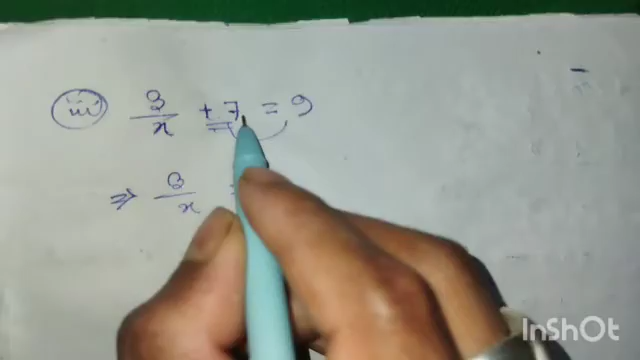 iii) 3/x + 7 = 9
⇒ 3/x =
InShOt